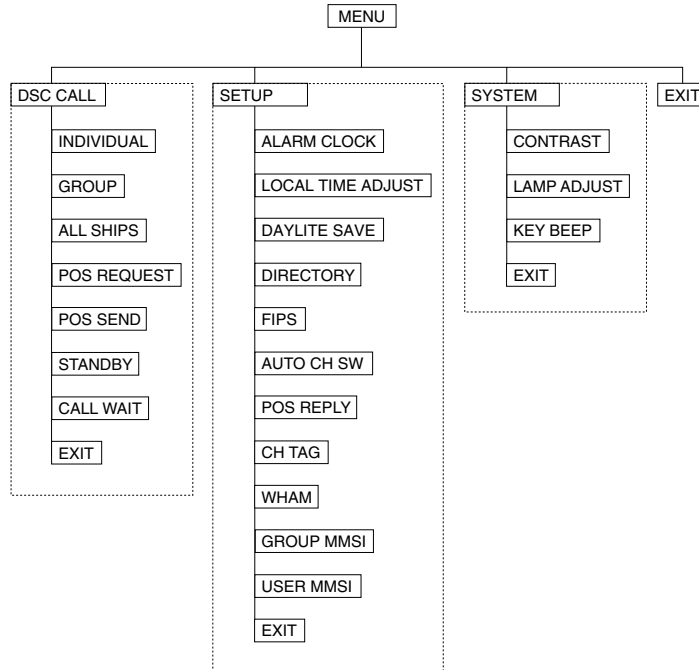 MENU
DSC CALL
INDIVIDUAL
GROUP
ALL SHIPS
POS REQUEST
POS SEND
STANDBY
CALL WAIT
EXIT
SETUP
ALARM CLOCK
LOCAL TIME ADJUST
DAYLITE SAVE
DIRECTORY
FIPS
AUTO CH SW
POS REPLY
CH TAG
WHAM
GROUP MMSI
USER MMSI
EXIT
SYSTEM
CONTRAST
LAMP ADJUST
KEY BEEP
EXIT
EXIT